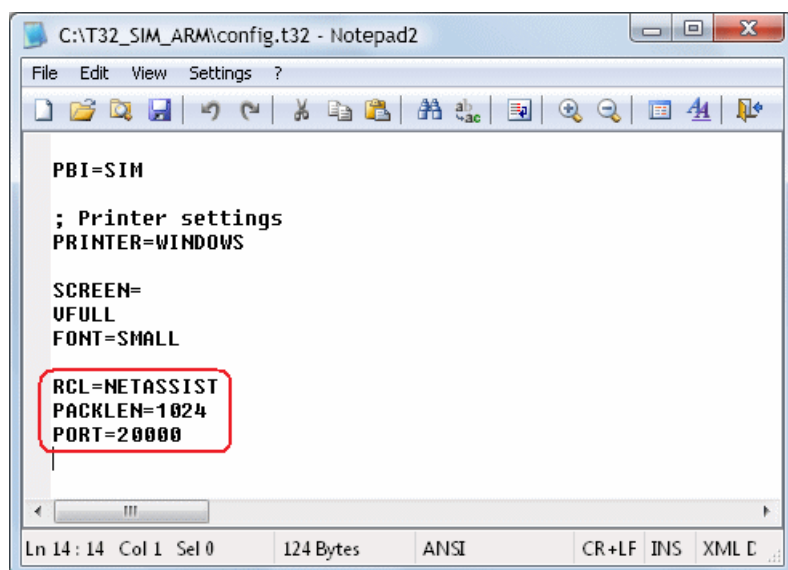 C:\T32_SIM_ARM\config.t32 - Notepad2
File Edit View Settings ?
PBI=SIM
; Printer settings
PRINTER=WINDOWS
SCREEN=
VFULL
FONT=SMALL
RCL=NETASSIST
PACKLEN=1024
PORT=20000
Ln 14 : 14 Col 1 Sel 0 124 Bytes ANSI CR+LF INS XML D